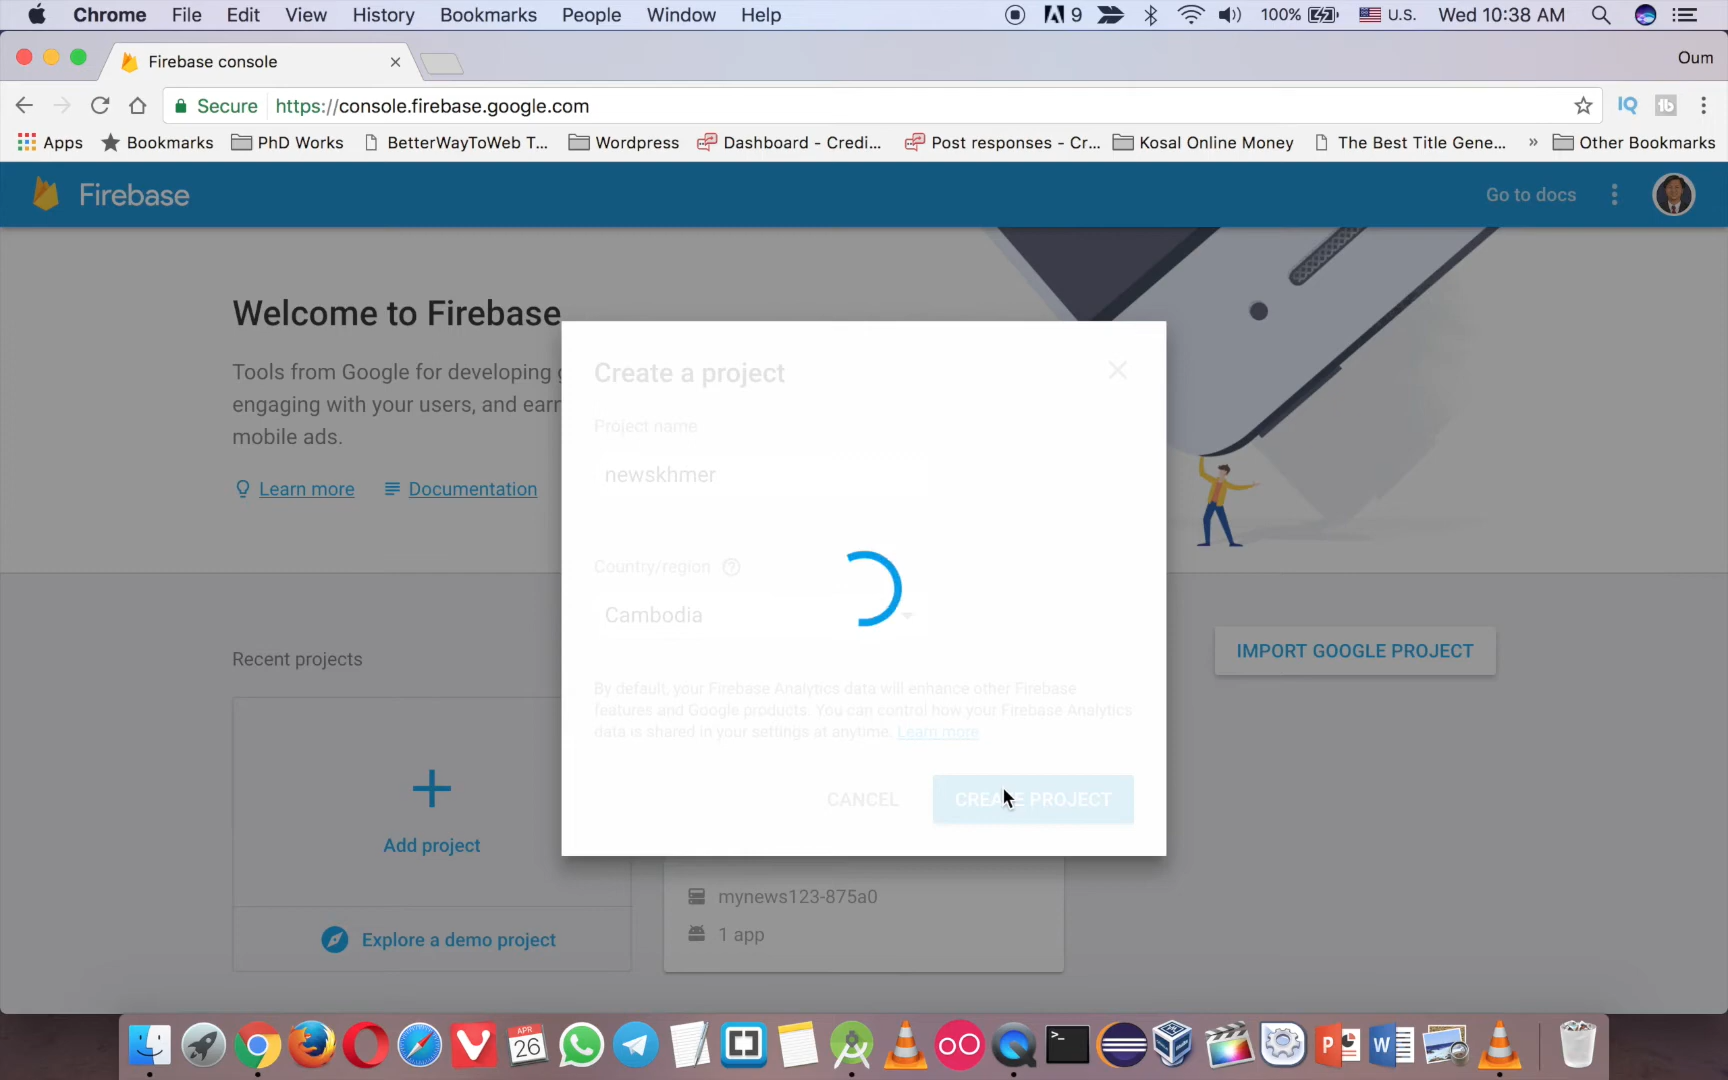 Chrome File Edit View History Bookmarks People Window Help 9 100% U.S. Wed 10:38 AM
Firebase console Oum
Secure https://console.firebase.google.com IQ tb
Apps Bookmarks PhD Works BetterWayToWeb T... Wordpress Dashboard - Credi... Post responses - Cr... Kosal Online Money The Best Title Gene... » Other Bookmarks
Firebase Go to docs
Welcome to Firebase
Tools from Google for developing
engaging with your users, and earn
mobile ads.
Learn more Documentation
Create a project
Project name
newskhmer
Country/region ?
Cambodia
By default, your Firebase Analytics data will enhance other Firebase
features and Google products. You can control how your Firebase Analytics
data is shared in your settings at anytime. Learn more
CANCEL CREATE PROJECT
Recent projects
IMPORT GOOGLE PROJECT
Add project
Explore a demo project
mynews123-875a0
1 app
APR
26
P W